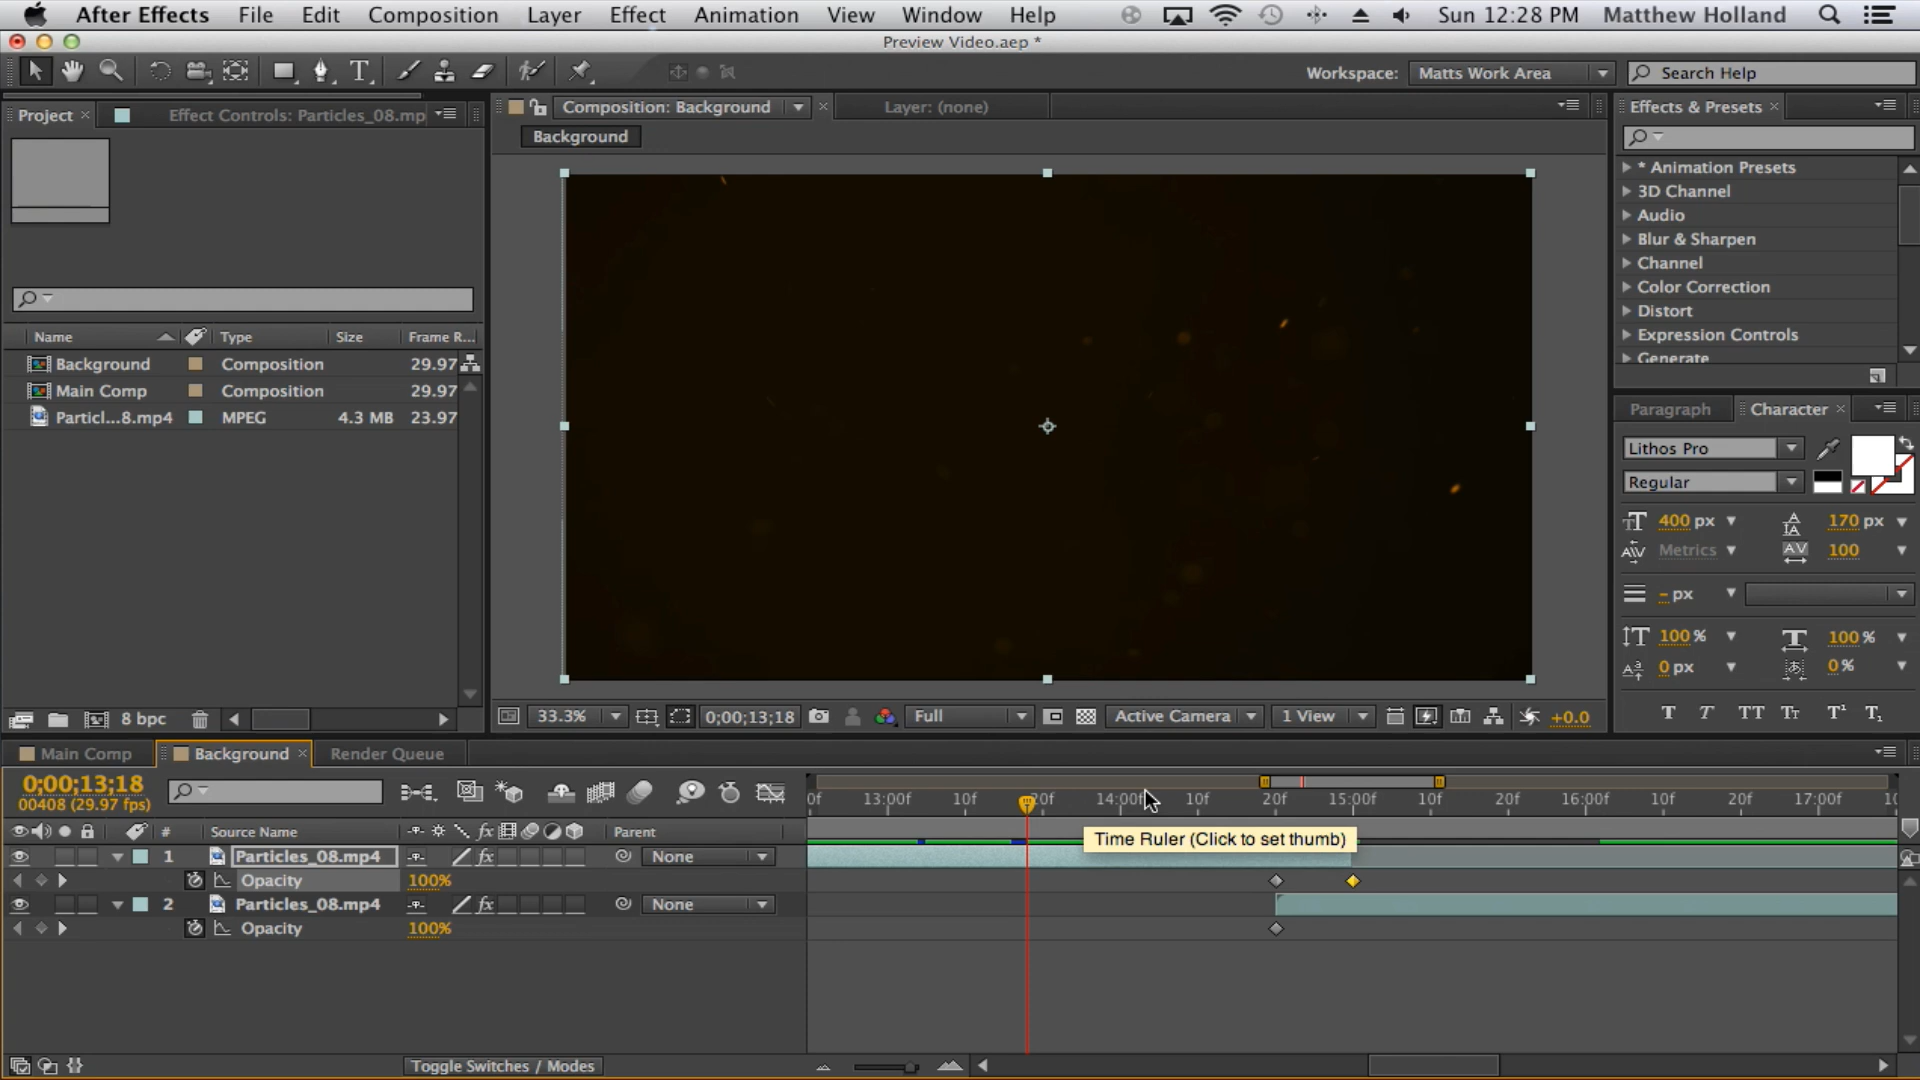 After Effects File Edit Composition Layer Effect Animation View Window Help Sun 12:28 PM Matthew Holland
Preview Video.aep *
T Workspace: Matts Work Area Search Help
Project × Effect Controls: Particles_08.mp
Composition: Background × Layer: (none)
Effects & Presets ×
Background
* Animation Presets
3D Channel
Audio
Blur & Sharpen
Channel
Color Correction
Distort
Expression Controls
Generate
Name Type Size Frame R...
Background Composition 29.97
Main Comp Composition 29.97
Particl...8.mp4 MPEG 4.3 MB 23.97
Paragraph Character ×
Lithos Pro
Regular
400 px 170 px
Metrics 100
- px
100 % 100 %
0 px 0 %
T T TT Tr T¹ T₁
8 bpc
33.3% 0;00;13;18 Full Active Camera 1 View +0.0
Main Comp Background × Render Queue
0;00;13;18
00408 (29.97 fps)
0f 13:00f 10f 20f 14:00f 10f 20f 15:00f 10f 20f 16:00f 10f 20f 17:00f 10
# Source Name fx Parent
Time Ruler (Click to set thumb)
1 Particles_08.mp4 fx None
Opacity 100%
2 Particles_08.mp4 fx None
Opacity 100%
Toggle Switches / Modes